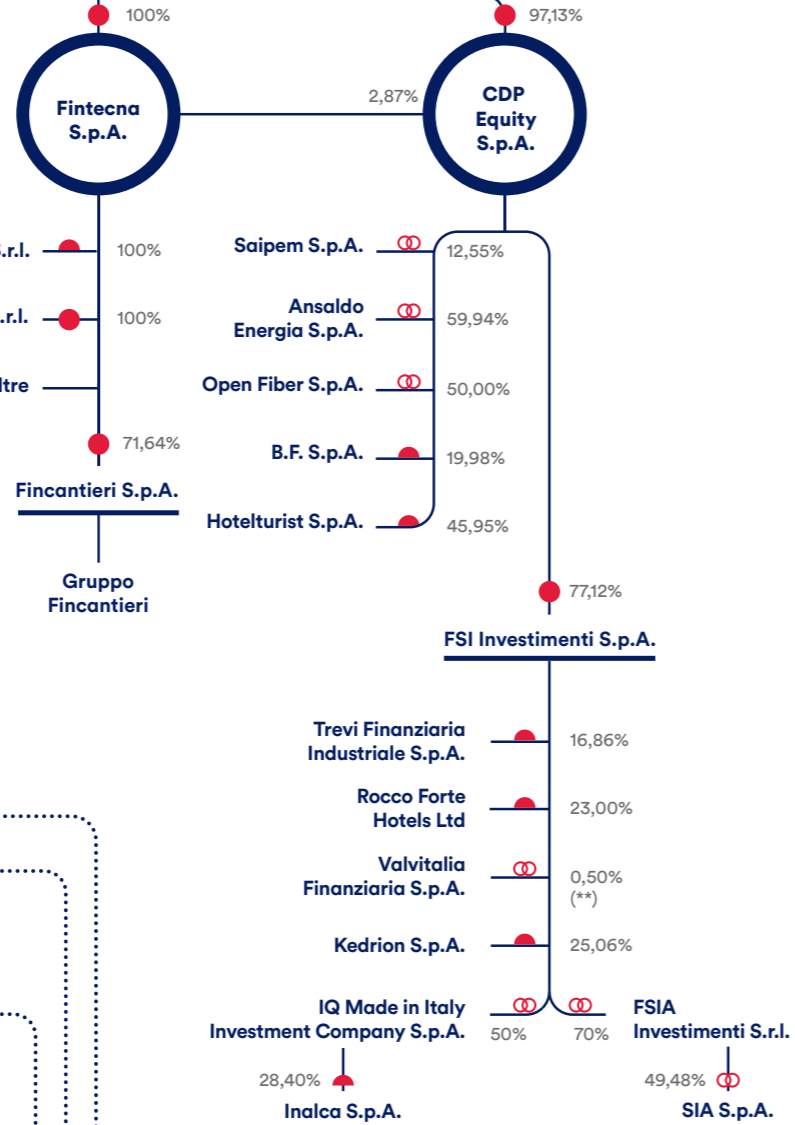 100%
97,13%
Fintecna
S.p.A.
2,87%
CDP
Equity
S.p.A.
S.r.l.
100%
.r.l.
100%
ltre
71,64%
Fincantieri S.p.A.
Gruppo
Fincantieri
Saipem S.p.A.
12,55%
Ansaldo
Energia S.p.A.
59,94%
Open Fiber S.p.A.
50,00%
B.F. S.p.A.
19,98%
Hotelturist S.p.A.
45,95%
77,12%
FSI Investimenti S.p.A.
Trevi Finanziaria
Industriale S.p.A.
16,86%
Rocco Forte
Hotels Ltd
23,00%
Valvitalia
Finanziaria S.p.A.
0,50%
(**)
Kedrion S.p.A.
25,06%
IQ Made in Italy
Investment Company S.p.A.
50%
70%
FSIA
Investimenti S.r.l.
28,40%
Inalca S.p.A.
49,48%
SIA S.p.A.